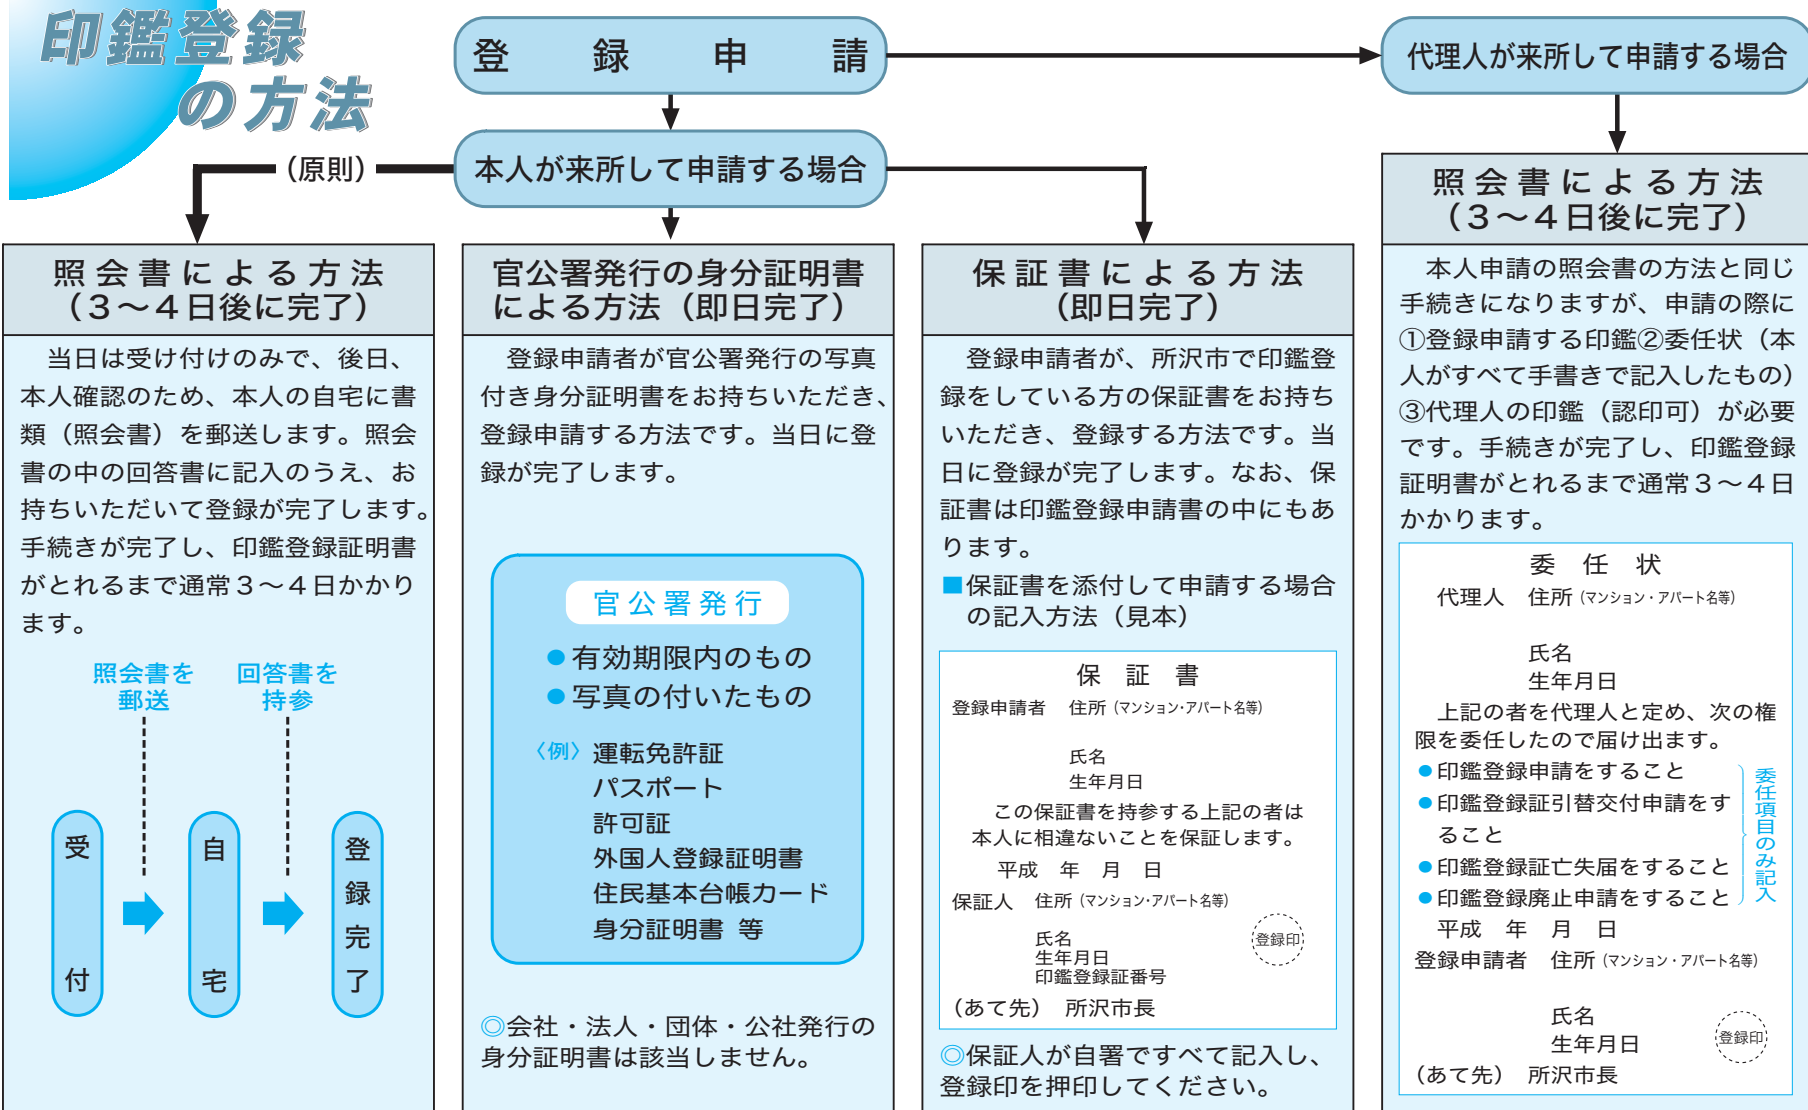 印鑑登録
の方法
登録申請
代理人が来所して申請する場合
(原則)
本人が来所して申請する場合
照会書による方法
(3〜4日後に完了)
当日は受け付けのみで、後日、
本人確認のため、本人の自宅に書
類(照会書)を郵送します。照会
書の中の回答書に記入のうえ、お
持ちいただいて登録が完了します。
手続きが完了し、印鑑登録証明書
がとれるまで通常3〜4日かかり
ます。
照会書を
郵送
回答書を
持参
受付
自宅
登録完了
官公署発行の身分証明書
による方法(即日完了)
登録申請者が官公署発行の写真
付き身分証明書をお持ちいただき、
登録申請する方法です。当日に登
録が完了します。
官公署発行
●有効期限内のもの
●写真の付いたもの
〈例〉運転免許証
パスポート
許可証
外国人登録証明書
住民基本台帳カード
身分証明書 等
◎会社・法人・団体・公社発行の
身分証明書は該当しません。
保証書による方法
(即日完了)
登録申請者が、所沢市で印鑑登
録をしている方の保証書をお持ち
いただき、登録する方法です。当
日に登録が完了します。なお、保
証書は印鑑登録申請書の中にもあ
ります。
■保証書を添付して申請する場合
の記入方法(見本)
保証書
登録申請者 住所(マンション・アパート名等)
氏名
生年月日
この保証書を持参する上記の者は
本人に相違ないことを保証します。
平成 年 月 日
保証人 住所(マンション・アパート名等)
氏名
生年月日
印鑑登録証番号
登録印
(あて先) 所沢市長
◎保証人が自署ですべて記入し、
登録印を押印してください。
照会書による方法
(3〜4日後に完了)
本人申請の照会書の方法と同じ
手続きになりますが、申請の際に
①登録申請する印鑑②委任状(本
人がすべて手書きで記入したもの)
③代理人の印鑑(認印可)が必要
です。手続きが完了し、印鑑登録
証明書がとれるまで通常3〜4日
かかります。
委任状
代理人 住所(マンション・アパート名等)
氏名
生年月日
上記の者を代理人と定め、次の権
限を委任したので届け出ます。
●印鑑登録申請をすること
●印鑑登録証引替交付申請をす
ること
●印鑑登録証亡失届をすること
●印鑑登録廃止申請をすること
委任項目のみ記入
平成 年 月 日
登録申請者 住所(マンション・アパート名等)
氏名
生年月日
登録印
(あて先) 所沢市長